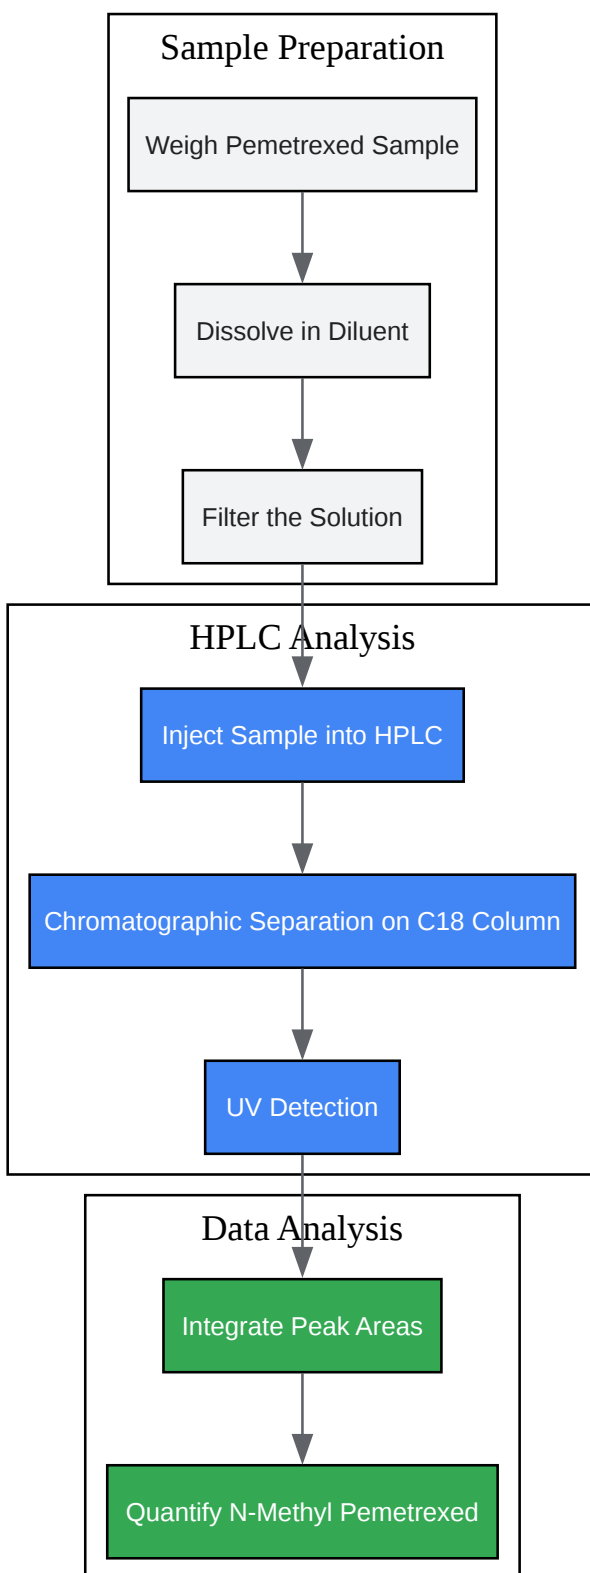 Sample Preparation
Weigh Pemetrexed Sample
Dissolve in Diluent
Filter the Solution
HPLC Analysis
Inject Sample into HPLC
Chromatographic Separation on C18 Column
UV Detection
Data Analysis
Integrate Peak Areas
Quantify N-Methyl Pemetrexed